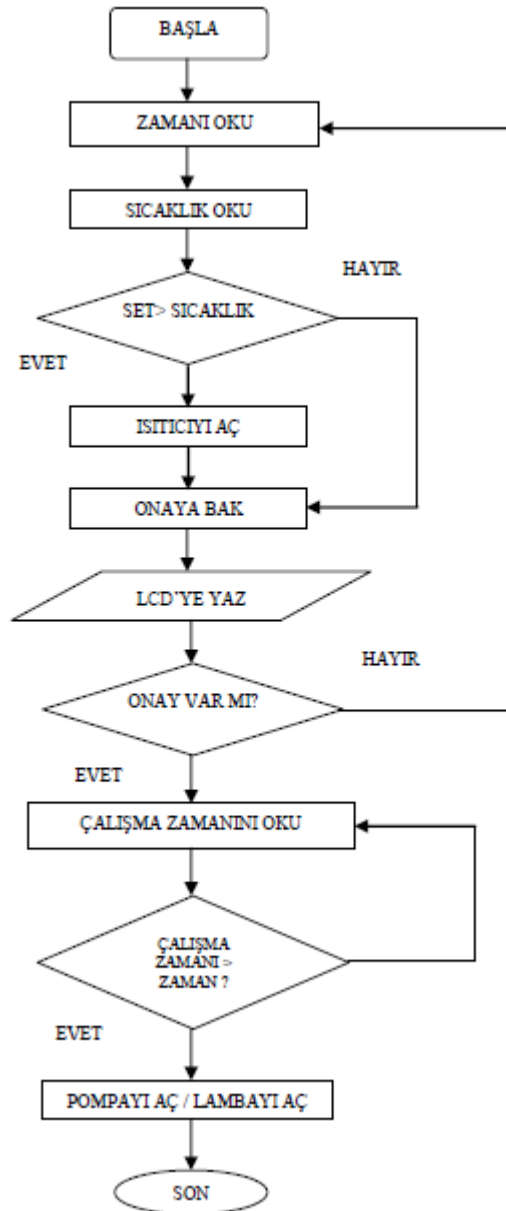 BAŞLA
ZAMANI OKU
SICAKLIK OKU
HAYIR
SET> SICAKLIK
EVET
ISITICIYI AÇ
ONAYA BAK
LCD'YE YAZ
HAYIR
ONAY VAR MI?
EVET
ÇALIŞMA ZAMANINI OKU
ÇALIŞMA
ZAMANI >
ZAMAN ?
EVET
POMPAYI AÇ / LAMBAYI AÇ
SON